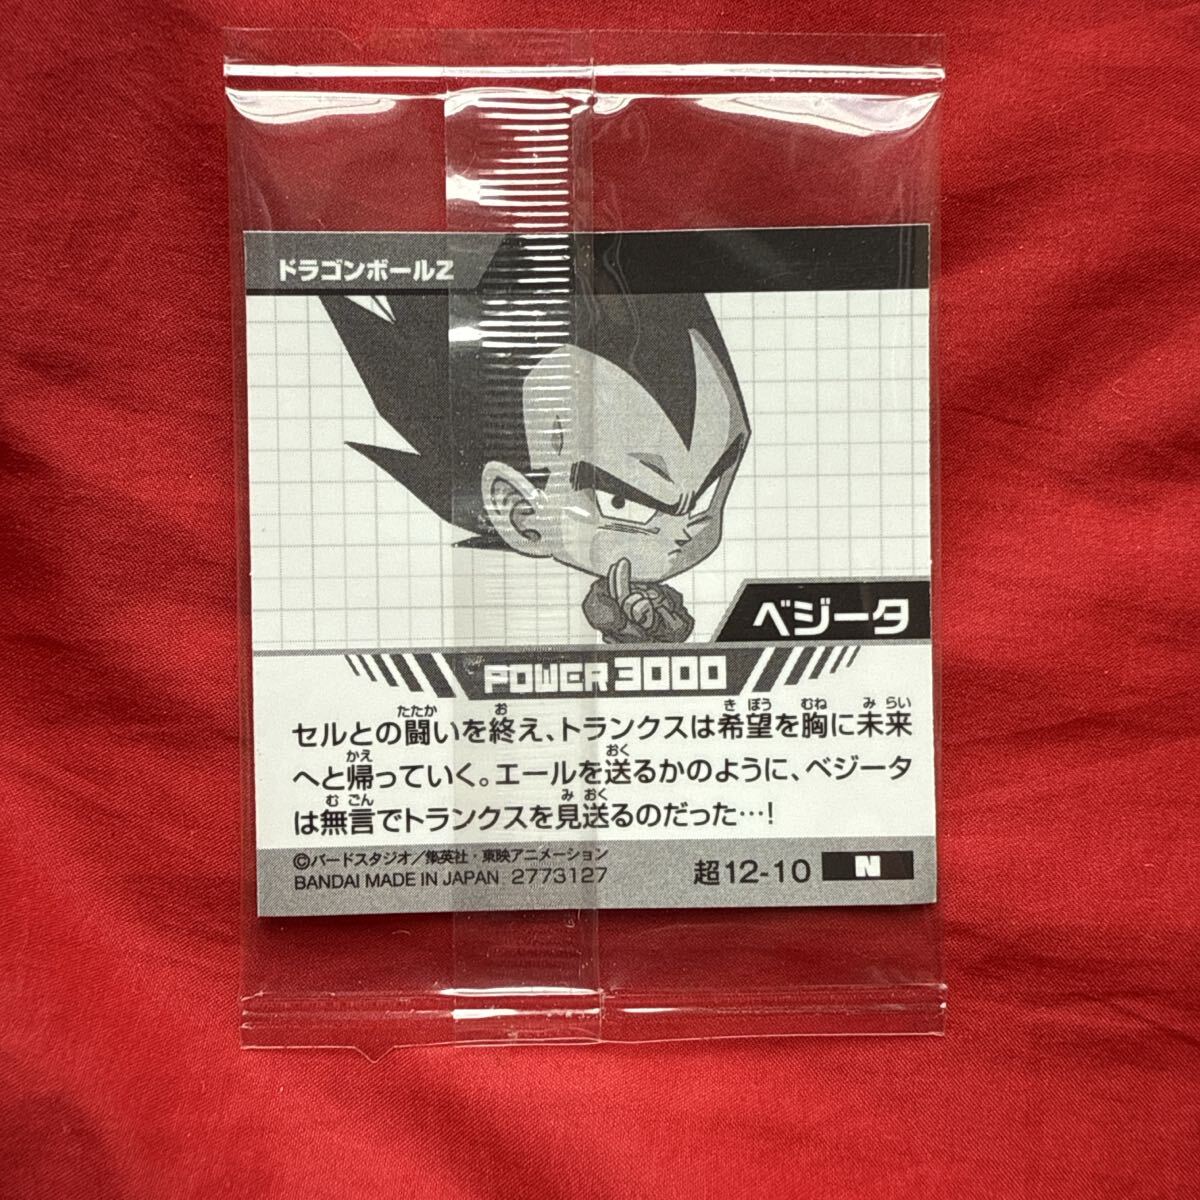 ドラゴンボールZ
ベジータ
POWER 3000
セルとの闘いを終え、トランクスは希望を胸に未来
へと帰っていく。エールを送るかのように、ベジータ
は無言でトランクスを見送るのだった…!
©バードスタジオ/集英社・東映アニメーション
BANDAI MADE IN JAPAN 2773127
超12-10 N